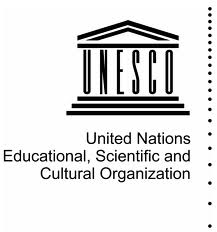 UNESCO
United Nations
Educational, Scientific and
Cultural Organization